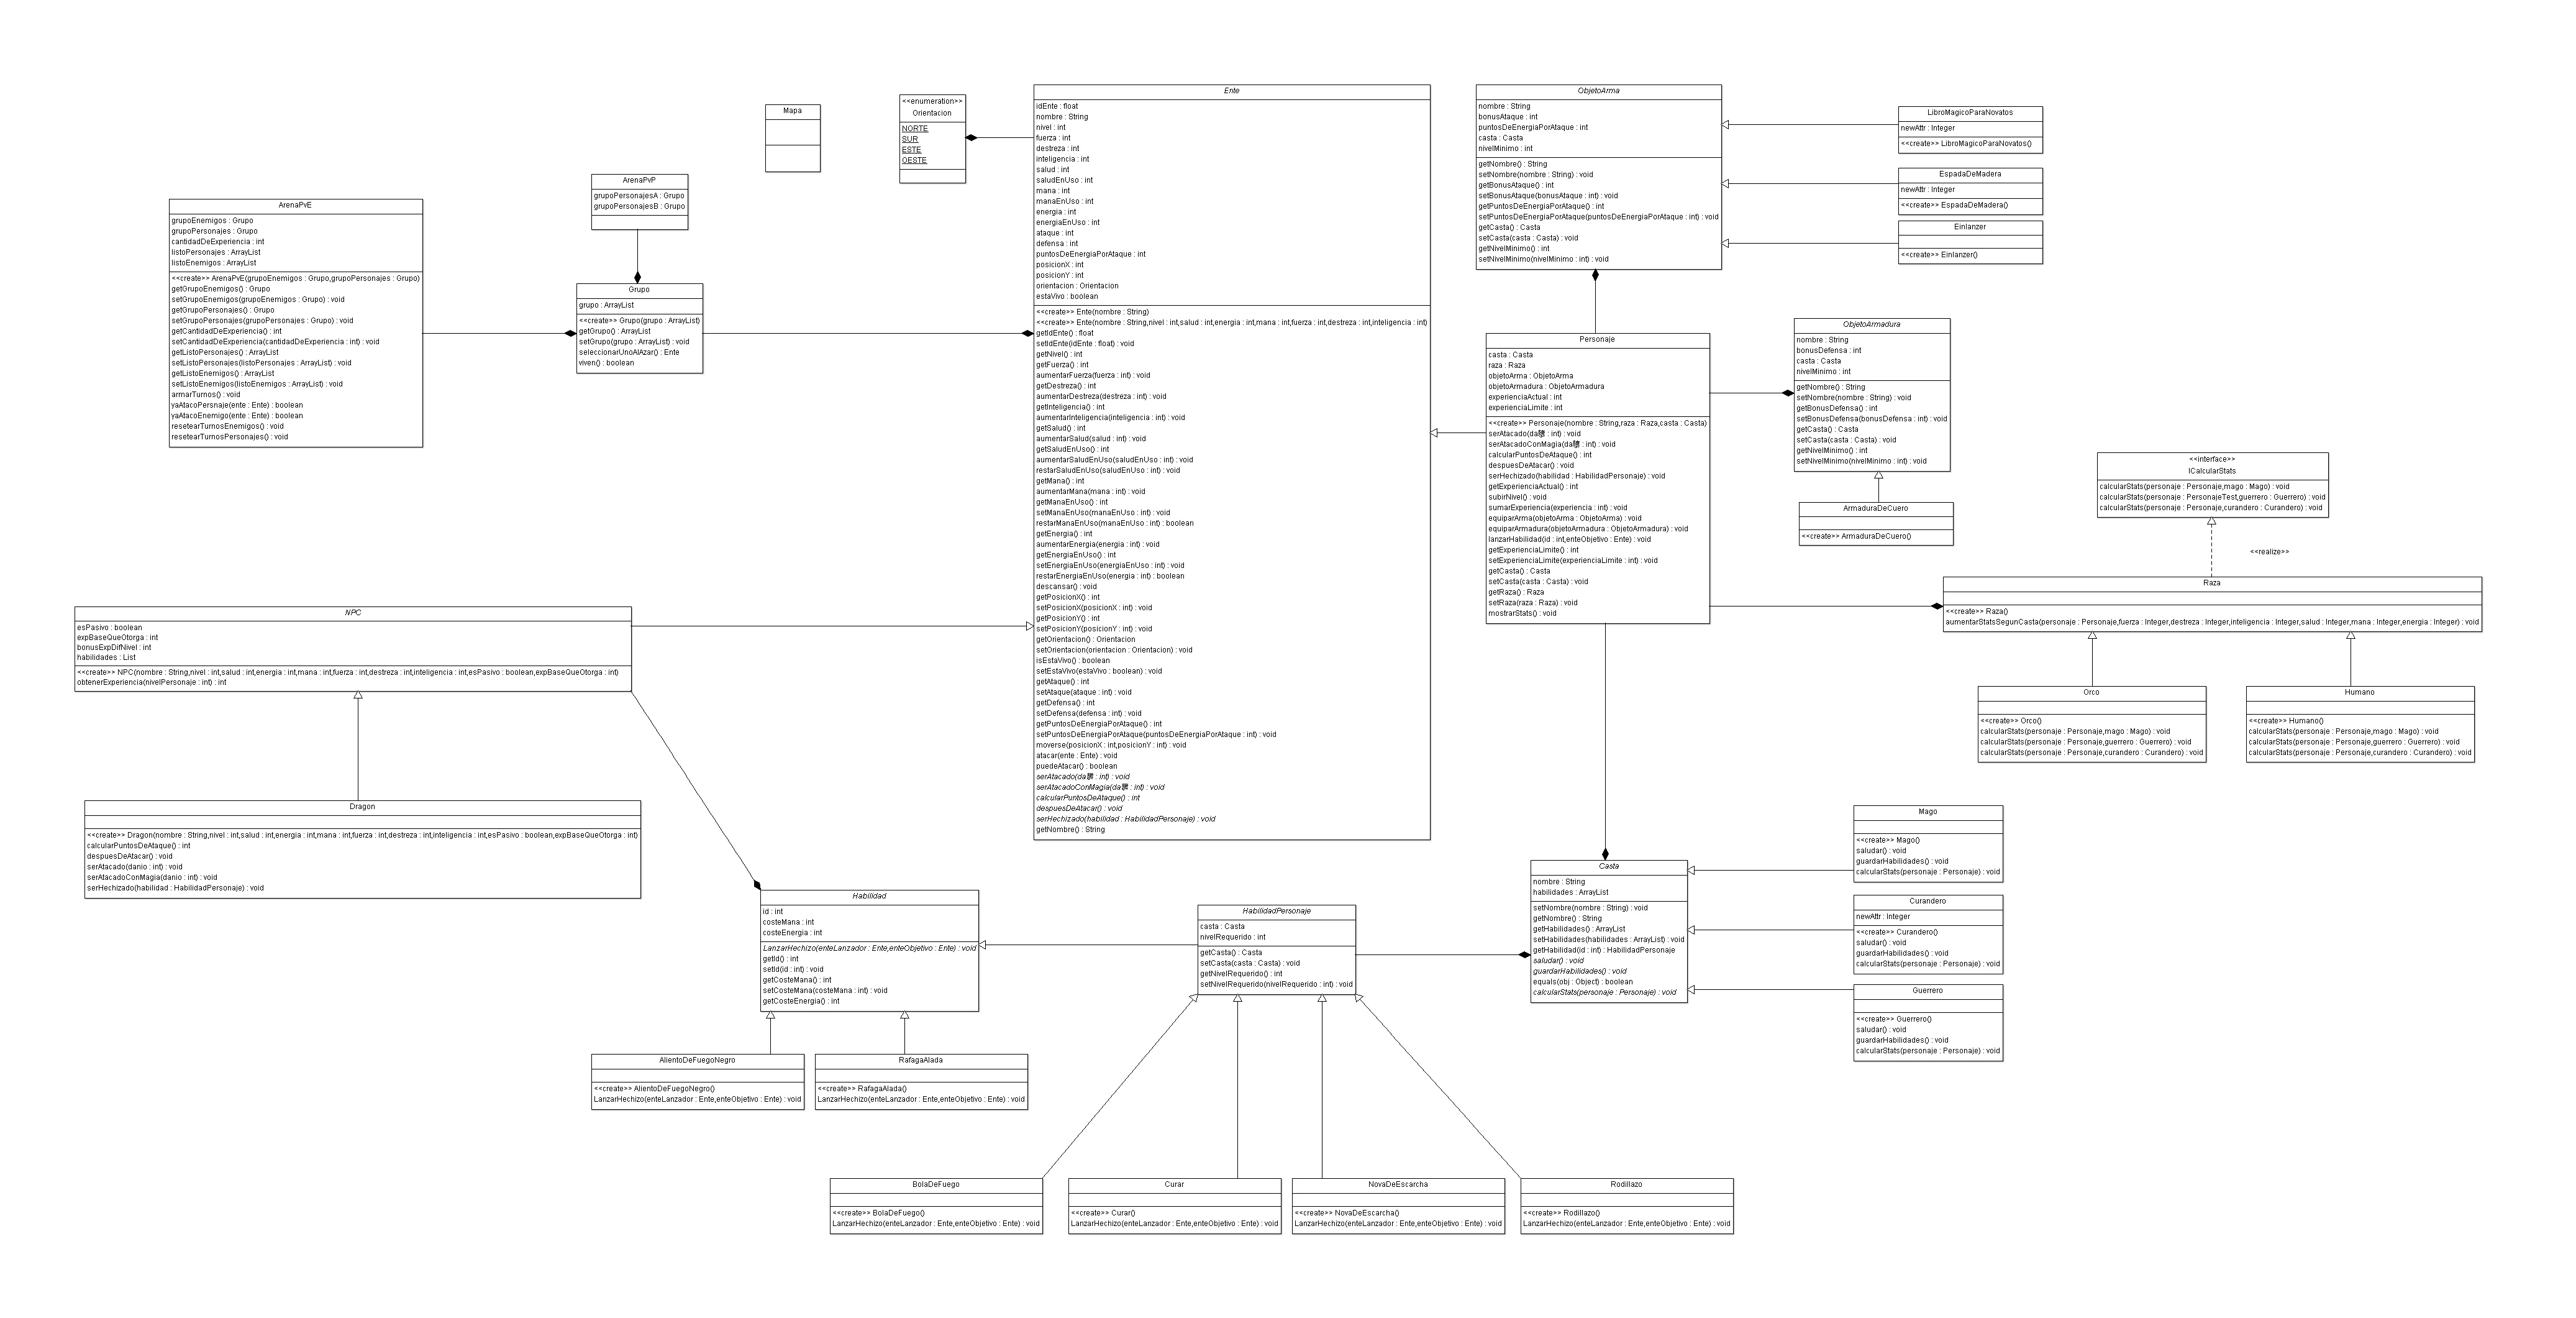 Mapa
<<enumeration>>
Orientacion
NORTE
SUR
ESTE
OESTE
Ente
idEnte : float
nombre : String
nivel : int
fuerza : int
destreza : int
inteligencia : int
salud : int
saludEnUso : int
mana : int
manaEnUso : int
energia : int
energiaEnUso : int
ataque : int
defensa : int
puntosDeEnergiaPorAtaque : int
posicionX : int
posicionY : int
orientacion : Orientacion
estaVivo : boolean
<<create>> Ente(nombre : String)
<<create>> Ente(nombre : String,nivel : int,salud : int,energia : int,mana : int,fuerza : int,destreza : int,inteligencia : int)
getIdEnte() : float
setIdEnte(idEnte : float) : void
getNivel() : int
getFuerza() : int
aumentarFuerza(fuerza : int) : void
getDestreza() : int
aumentarDestreza(destreza : int) : void
getInteligencia() : int
aumentarInteligencia(inteligencia : int) : void
getSalud() : int
aumentarSalud(salud : int) : void
getSaludEnUso() : int
aumentarSaludEnUso(saludEnUso : int) : void
restarSaludEnUso(saludEnUso : int) : void
getMana() : int
aumentarMana(mana : int) : void
getManaEnUso() : int
setManaEnUso(manaEnUso : int) : void
restarManaEnUso(manaEnUso : int) : boolean
getEnergia() : int
aumentarEnergia(energia : int) : void
getEnergiaEnUso() : int
setEnergiaEnUso(energiaEnUso : int) : void
restarEnergiaEnUso(energia : int) : boolean
descansar() : void
getPosicionX() : int
setPosicionX(posicionX : int) : void
getPosicionY() : int
setPosicionY(posicionY : int) : void
getOrientacion() : Orientacion
setOrientacion(orientacion : Orientacion) : void
isEstaVivo() : boolean
setEstaVivo(estaVivo : boolean) : void
getAtaque() : int
setAtaque(ataque : int) : void
getDefensa() : int
setDefensa(defensa : int) : void
getPuntosDeEnergiaPorAtaque() : int
setPuntosDeEnergiaPorAtaque(puntosDeEnergiaPorAtaque : int) : void
moverse(posicionX : int,posicionY : int) : void
atacar(ente : Ente) : void
puedeAtacar() : boolean
serAtacado( : int) : void
serAtacadoConMagia( : int) : void
calcularPuntosDeAtaque() : int
despuesDeAtacar() : void
serHechizado(habilidad : HabilidadPersonaje) : void
getNombre() : String
ObjetoArma
nombre : String
bonusAtaque : int
puntosDeEnergiaPorAtaque : int
casta : Casta
nivelMinimo : int
getNombre() : String
setNombre(nombre : String) : void
getBonusAtaque() : int
setBonusAtaque(bonusAtaque : int) : void
getPuntosDeEnergiaPorAtaque() : int
setPuntosDeEnergiaPorAtaque(puntosDeEnergiaPorAtaque : int) : void
getCasta() : Casta
setCasta(casta : Casta) : void
getNivelMinimo() : int
setNivelMinimo(nivelMinimo : int) : void
LibroMagicoParaNovatos
newAttr : Integer
<<create>> LibroMagicoParaNovatos()
EspadaDeMadera
newAttr : Integer
<<create>> EspadaDeMadera()
Einlanzer
<<create>> Einlanzer()
ArenaPvP
grupoPersonajesA : Grupo
grupoPersonajesB : Grupo
ArenaPvE
grupoEnemigos : Grupo
grupoPersonajes : Grupo
cantidadDeExperiencia : int
listoPersonajes : ArrayList
listoEnemigos : ArrayList
<<create>> ArenaPvE(grupoEnemigos : Grupo,grupoPersonajes : Grupo)
getGrupoEnemigos() : Grupo
setGrupoEnemigos(grupoEnemigos : Grupo) : void
getGrupoPersonajes() : Grupo
setGrupoPersonajes(grupoPersonajes : Grupo) : void
getCantidadDeExperiencia() : int
setCantidadDeExperiencia(cantidadDeExperiencia : int) : void
getListoPersonajes() : ArrayList
setListoPersonajes(listoPersonajes : ArrayList) : void
getListoEnemigos() : ArrayList
setListoEnemigos(listoEnemigos : ArrayList) : void
armarTurnos() : void
yaAtacoPersnaje(ente : Ente) : boolean
yaAtacoEnemigo(ente : Ente) : boolean
resetearTurnosEnemigos() : void
resetearTurnosPersonajes() : void
Grupo
grupo : ArrayList
<<create>> Grupo(grupo : ArrayList)
getGrupo() : ArrayList
setGrupo(grupo : ArrayList) : void
seleccionarUnoAlAzar() : Ente
viven() : boolean
Personaje
casta : Casta
raza : Raza
objetoArma : ObjetoArma
objetoArmadura : ObjetoArmadura
experienciaActual : int
experienciaLimite : int
<<create>> Personaje(nombre : String,raza : Raza,casta : Casta)
serAtacado( : int) : void
serAtacadoConMagia( : int) : void
calcularPuntosDeAtaque() : int
despuesDeAtacar() : void
serHechizado(habilidad : HabilidadPersonaje) : void
getExperienciaActual() : int
subirNivel() : void
sumarExperiencia(experiencia : int) : void
equiparArma(objetoArma : ObjetoArma) : void
equiparArmadura(objetoArmadura : ObjetoArmadura) : void
lanzarHabilidad(id : int,enteObjetivo : Ente) : void
getExperienciaLimite() : int
setExperienciaLimite(experienciaLimite : int) : void
getCasta() : Casta
setCasta(casta : Casta) : void
getRaza() : Raza
setRaza(raza : Raza) : void
mostrarStats() : void
ObjetoArmadura
nombre : String
bonusDefensa : int
casta : Casta
nivelMinimo : int
getNombre() : String
setNombre(nombre : String) : void
getBonusDefensa() : int
setBonusDefensa(bonusDefensa : int) : void
getCasta() : Casta
setCasta(casta : Casta) : void
getNivelMinimo() : int
setNivelMinimo(nivelMinimo : int) : void
ArmaduraDeCuero
<<create>> ArmaduraDeCuero()
<<interface>>
ICalcularStats
calcularStats(personaje : Personaje,mago : Mago) : void
calcularStats(personaje : PersonajeTest,guerrero : Guerrero) : void
calcularStats(personaje : Personaje,curandero : Curandero) : void
<<realize>>
Raza
<<create>> Raza()
aumentarStatsSegunCasta(personaje : Personaje,fuerza : Integer,destreza : Integer,inteligencia : Integer,salud : Integer,mana : Integer,energia : Integer) : void
Orco
<<create>> Orco()
calcularStats(personaje : Personaje,mago : Mago) : void
calcularStats(personaje : Personaje,guerrero : Guerrero) : void
calcularStats(personaje : Personaje,curandero : Curandero) : void
Humano
<<create>> Humano()
calcularStats(personaje : Personaje,mago : Mago) : void
calcularStats(personaje : Personaje,guerrero : Guerrero) : void
calcularStats(personaje : Personaje,curandero : Curandero) : void
NPC
esPasivo : boolean
expBaseQueOtorga : int
bonusExpDifNivel : int
habilidades : List
<<create>> NPC(nombre : String,nivel : int,salud : int,energia : int,mana : int,fuerza : int,destreza : int,inteligencia : int,esPasivo : boolean,expBaseQueOtorga : int)
obtenerExperiencia(nivelPersonaje : int) : int
Dragon
<<create>> Dragon(nombre : String,nivel : int,salud : int,energia : int,mana : int,fuerza : int,destreza : int,inteligencia : int,esPasivo : boolean,expBaseQueOtorga : int)
calcularPuntosDeAtaque() : int
despuesDeAtacar() : void
serAtacado(danio : int) : void
serAtacadoConMagia(danio : int) : void
serHechizado(habilidad : HabilidadPersonaje) : void
Habilidad
id : int
costeMana : int
costeEnergia : int
LanzarHechizo(enteLanzador : Ente,enteObjetivo : Ente) : void
getId() : int
setId(id : int) : void
getCosteMana() : int
setCosteMana(costeMana : int) : void
getCosteEnergia() : int
HabilidadPersonaje
casta : Casta
nivelRequerido : int
getCasta() : Casta
setCasta(casta : Casta) : void
getNivelRequerido() : int
setNivelRequerido(nivelRequerido : int) : void
Casta
nombre : String
habilidades : ArrayList
setNombre(nombre : String) : void
getNombre() : String
getHabilidades() : ArrayList
setHabilidades(habilidades : ArrayList) : void
getHabilidad(id : int) : HabilidadPersonaje
saludar() : void
guardarHabilidades() : void
equals(obj : Object) : boolean
calcularStats(personaje : Personaje) : void
Mago
<<create>> Mago()
saludar() : void
guardarHabilidades() : void
calcularStats(personaje : Personaje) : void
Curandero
newAttr : Integer
<<create>> Curandero()
saludar() : void
guardarHabilidades() : void
calcularStats(personaje : Personaje) : void
Guerrero
<<create>> Guerrero()
saludar() : void
guardarHabilidades() : void
calcularStats(personaje : Personaje) : void
AlientoDeFuegoNegro
<<create>> AlientoDeFuegoNegro()
LanzarHechizo(enteLanzador : Ente,enteObjetivo : Ente) : void
RafagaAlada
<<create>> RafagaAlada()
LanzarHechizo(enteLanzador : Ente,enteObjetivo : Ente) : void
BolaDeFuego
<<create>> BolaDeFuego()
LanzarHechizo(enteLanzador : Ente,enteObjetivo : Ente) : void
Curar
<<create>> Curar()
LanzarHechizo(enteLanzador : Ente,enteObjetivo : Ente) : void
NovaDeEscarcha
<<create>> NovaDeEscarcha()
LanzarHechizo(enteLanzador : Ente,enteObjetivo : Ente) : void
Rodillazo
<<create>> Rodillazo()
LanzarHechizo(enteLanzador : Ente,enteObjetivo : Ente) : void